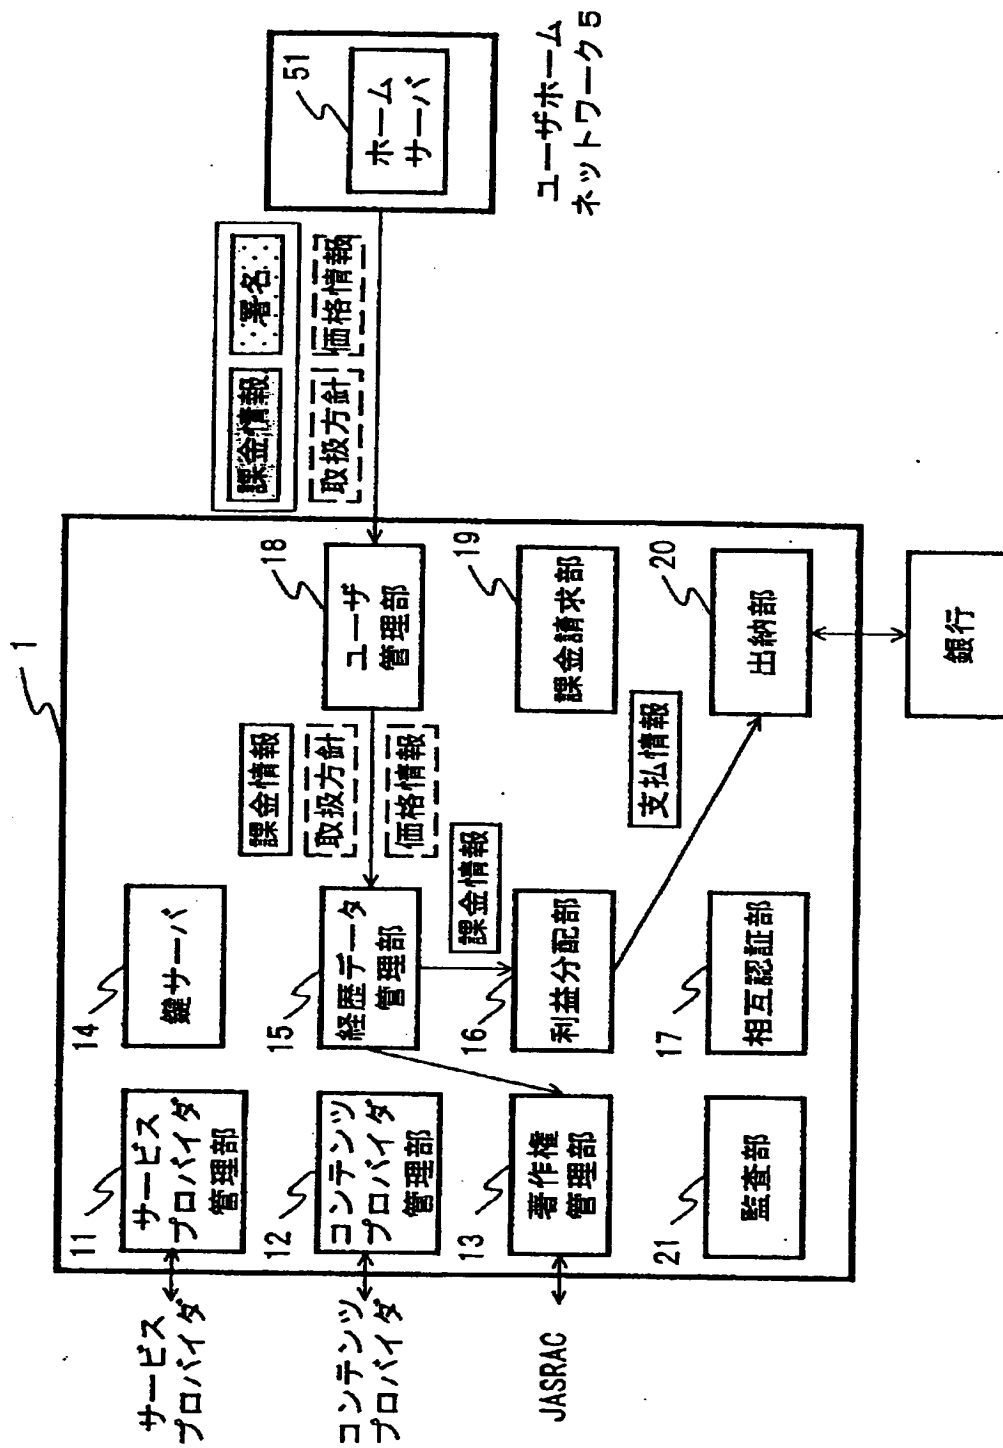 1
サービス
プロバイダ
コンテンツ
プロバイダ
JASRAC
11
サービス
プロバイダ
管理部
12
コンテンツ
プロバイダ
管理部
13
著作権
管理部
21
監査部
14
鍵サーバ
15
経歴データ
管理部
16
利益分配部
17
相互認証部
課金情報
取扱方針
価格情報
課金情報
支払情報
18
ユーザ
管理部
19
課金請求部
20
出納部
銀行
課金情報
署名
取扱方針
価格情報
51
ホーム
サーバ
ユーザホーム
ネットワーク5